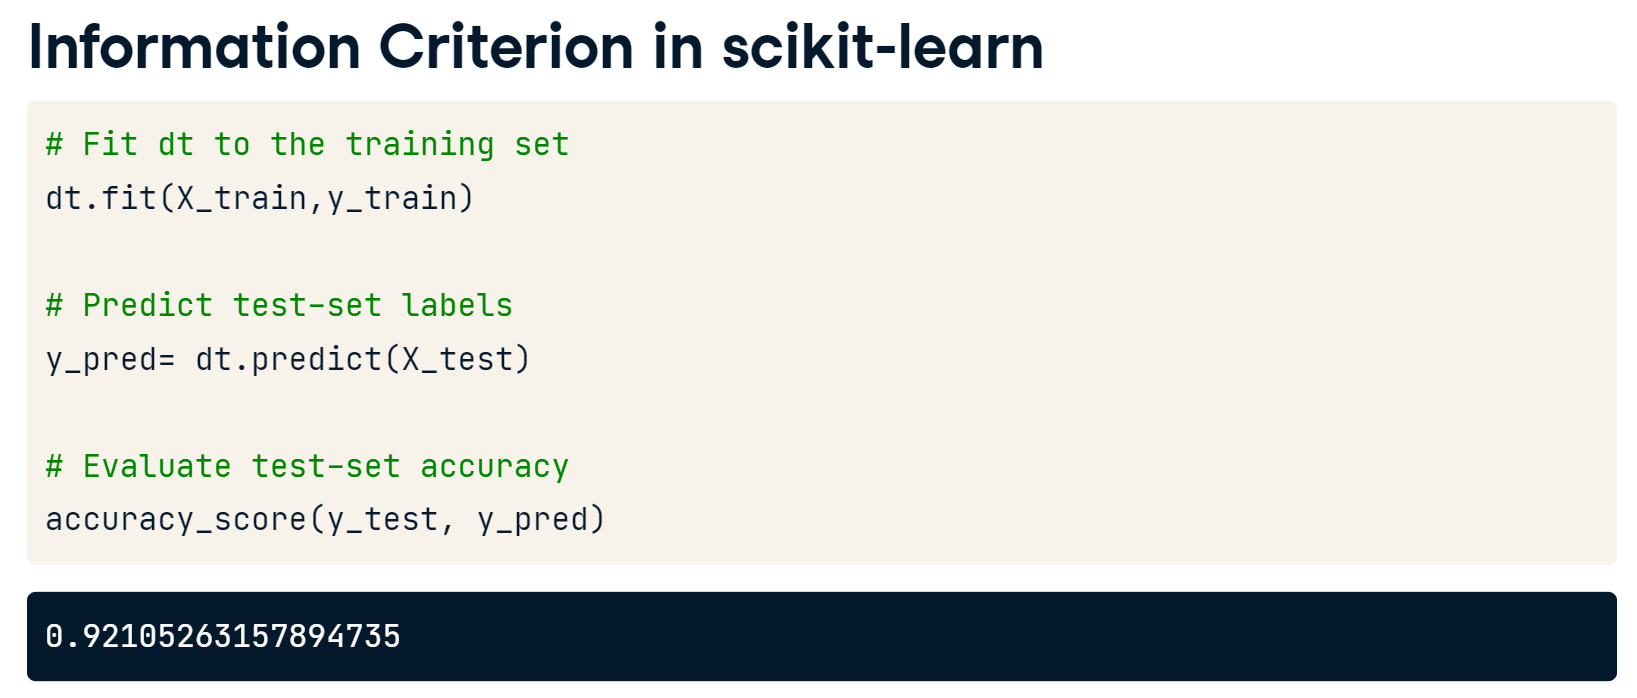 Information Criterion in scikit-learn
# Fit dt to the training set
dt.fit(X_train,y_train)
# Predict test-set labels
y_pred= dt.predict(X_test)
# Evaluate test-set accuracy
accuracy_score(y_test, y_pred)
0.92105263157894735